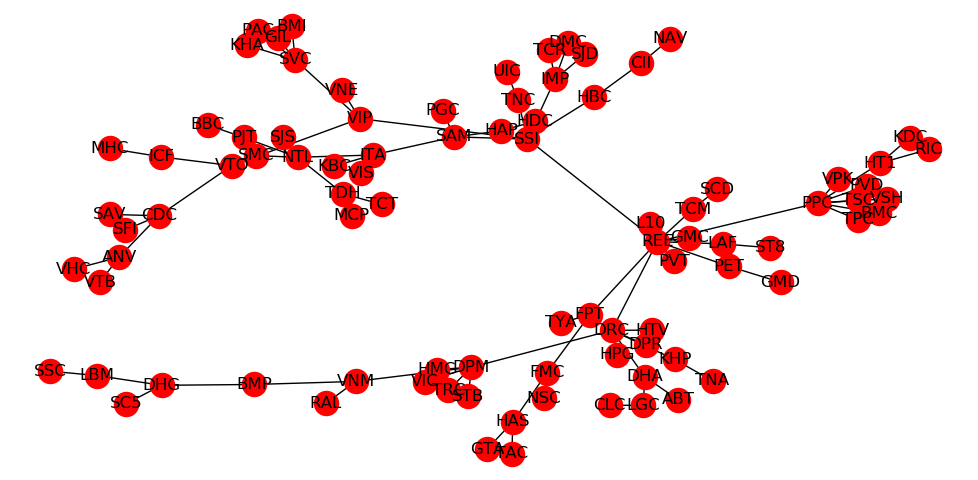 BMI
PAC
GIL
KHA
SVC
NAV
DMC
TCR
SJD
CII
UIC
IMP
VNE
HBC
TNC
PGC
VIP
HDC
BBC
PJT
SJS
SAM
HAP
SSI
KDC
RIC
MHC
ICF
SMC
NTL
ITA
VTO
KBC
VIS
HT1
VPK
PVD
SCD
TDH
TCT
VSH
PPC
TCM
BMC
SAV
CDC
MCP
TPC
SFI
L10
GMC
REE
LAF
ST8
ANV
PVT
PET
VHC
VTB
GMD
FPT
TYA
DRC
HTV
DPR
HPG
KHP
SSC
LBM
HMC
DPM
FMC
DHA
TNA
DHG
BMP
VNM
VIC
TRC
STB
NSC
ABT
SC5
RAL
CLC
LGC
HAS
GTA